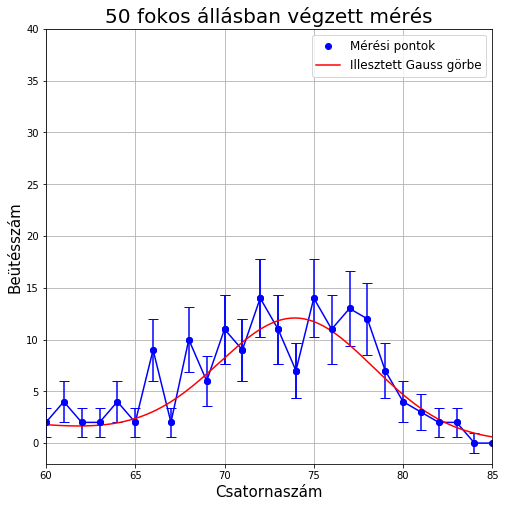 50 fokos állásban végzett mérés
Mérési pontok
Illesztett Gauss görbe
Beütésszám
40
35
30
25
20
15
10
5
0
60 65 70 75 80 85
Csatornaszám